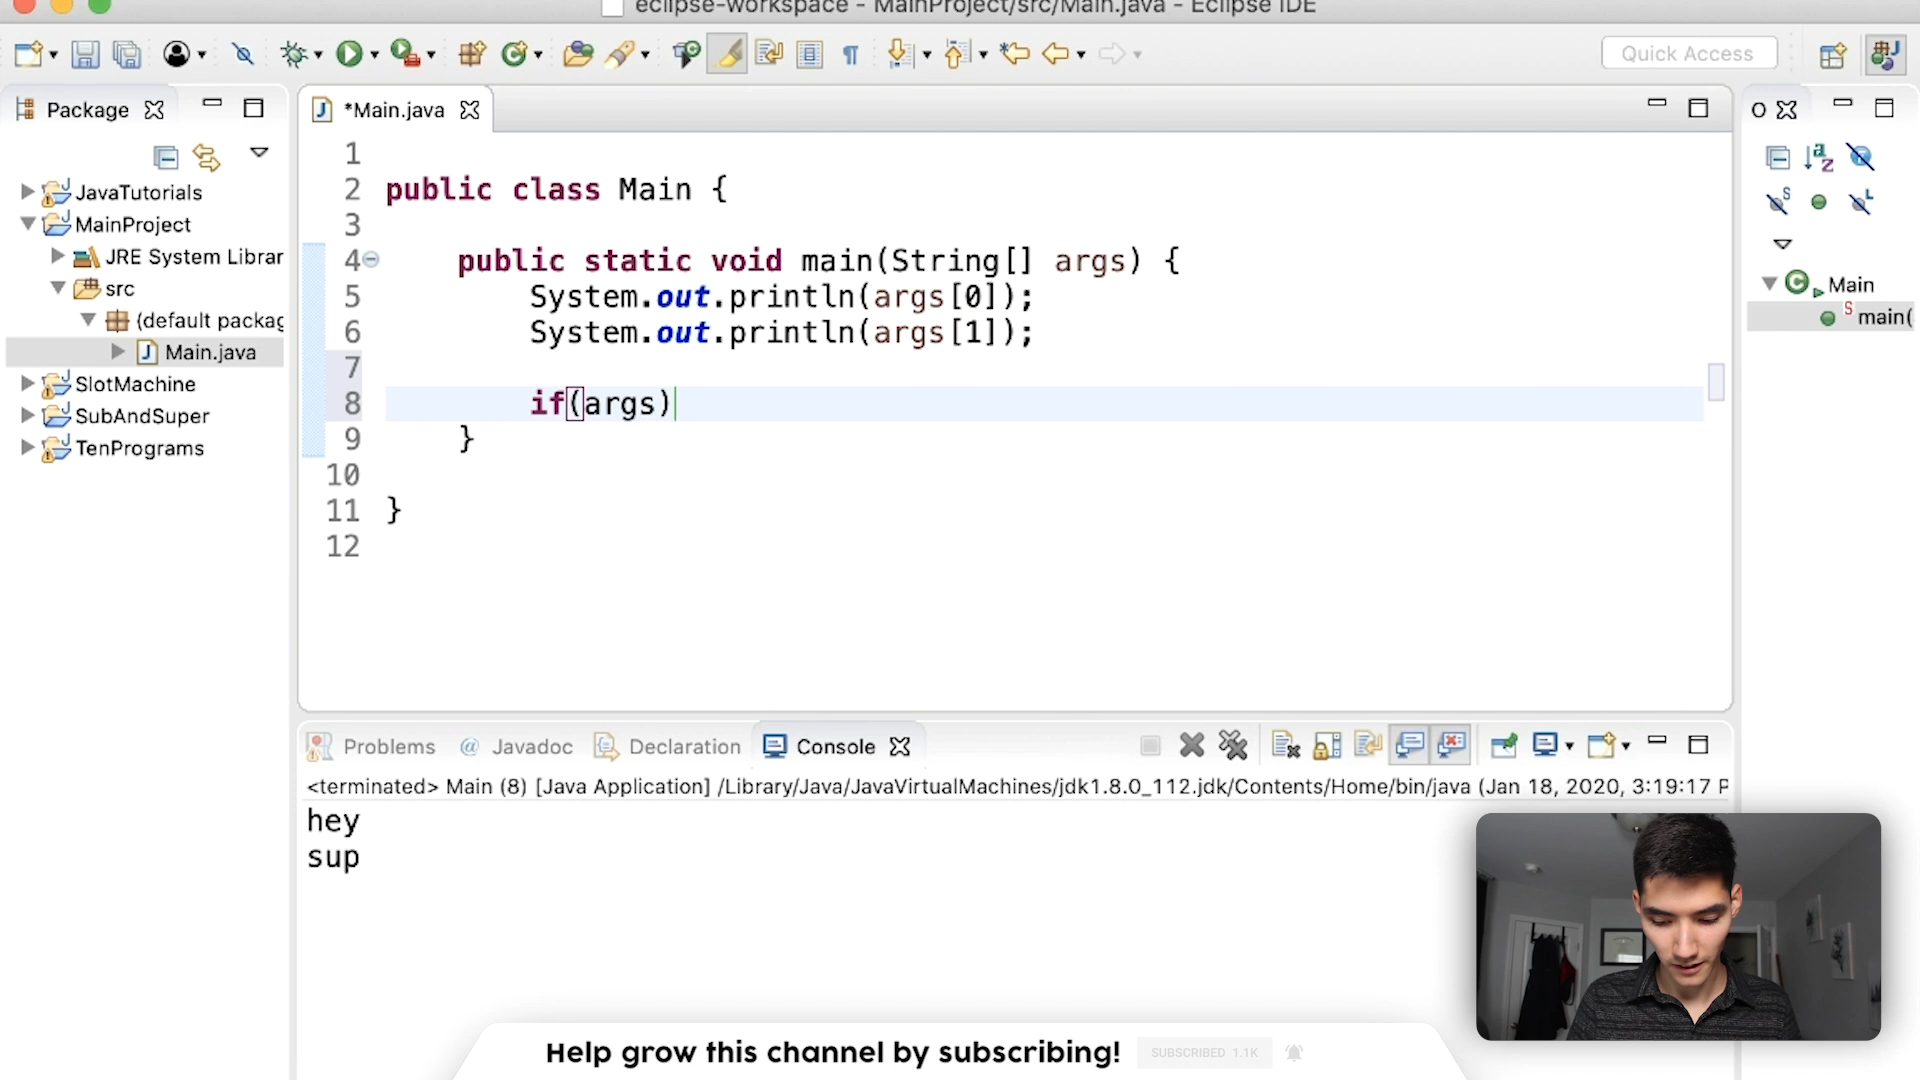 eclipse-workspace - MainProject/src/Main.java - Eclipse IDE
Quick Access
Package
*Main.java
O
JavaTutorials
MainProject
JRE System Librar
src
(default packag
Main.java
SlotMachine
SubAndSuper
TenPrograms
1
2 public class Main {
3
4 public static void main(String[] args) {
5 System.out.println(args[0]);
6 System.out.println(args[1]);
7
8 if(args)
9 }
10
11 }
12
Main
main(
Problems @ Javadoc Declaration Console
<terminated> Main (8) [Java Application] /Library/Java/JavaVirtualMachines/jdk1.8.0_112.jdk/Contents/Home/bin/java (Jan 18, 2020, 3:19:17 P
hey
sup
Help grow this channel by subscribing! SUBSCRIBED 1.1K